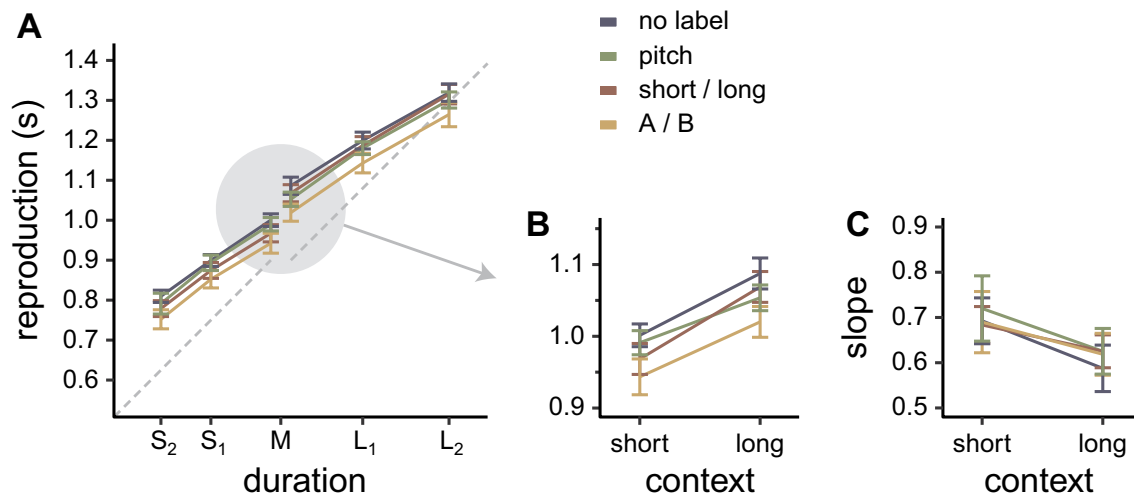 A
reproduction (s)
1.4
1.3
1.2
1.1
1.0
0.9
0.8
0.7
0.6
S₂ S₁ M L₁ L₂
duration
no label
pitch
short / long
A / B
B
1.1
1.0
0.9
short long
context
C
slope
0.9
0.8
0.7
0.6
0.5
short long
context